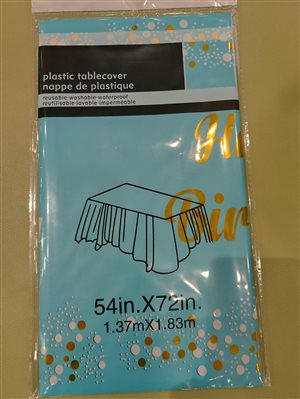 plastic tablecover
nappe de plastique
reusable·washable·waterproof
réutilisable·lavable·imperméable
54in.X72in.
1.37mX1.83m